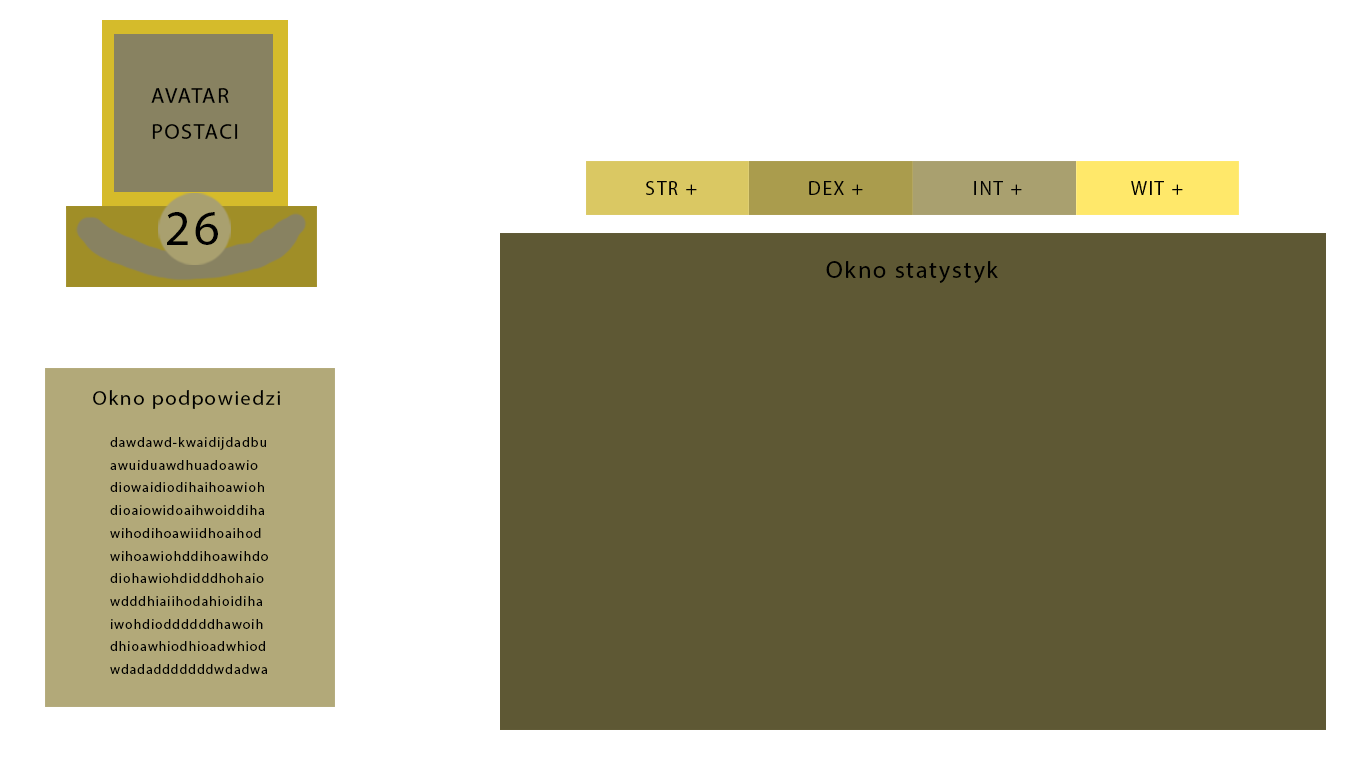 AVATAR
POSTACI
26
STR +
DEX +
INT +
WIT +
Okno statystyk
Okno podpowiedzi
dawdawd-kwaidijdadbu
awuiduawdhuadoawio
diowaidiodihaihoawioh
dioaiowidoaihwoiddiha
wihodihoawiidhoaihod
wihoawiohddihoawihdo
diohawiohdidddhohaio
wdddhiaiihodahioidiha
iwohdioddddddhawoih
dhioawhiodhioadwhiod
wdadadddddddwdadwa